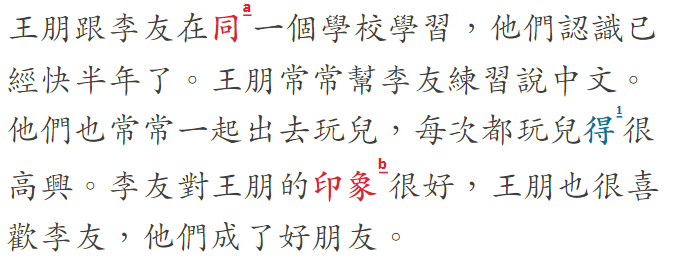 王朋跟李友在同a一個學校學習，他們認識已
經快半年了。王朋常常幫李友練習說中文。
他們也常常一起出去玩兒，每次都玩兒得1很
高興。李友對王朋的印象b很好，王朋也很喜
歡李友，他們成了好朋友。